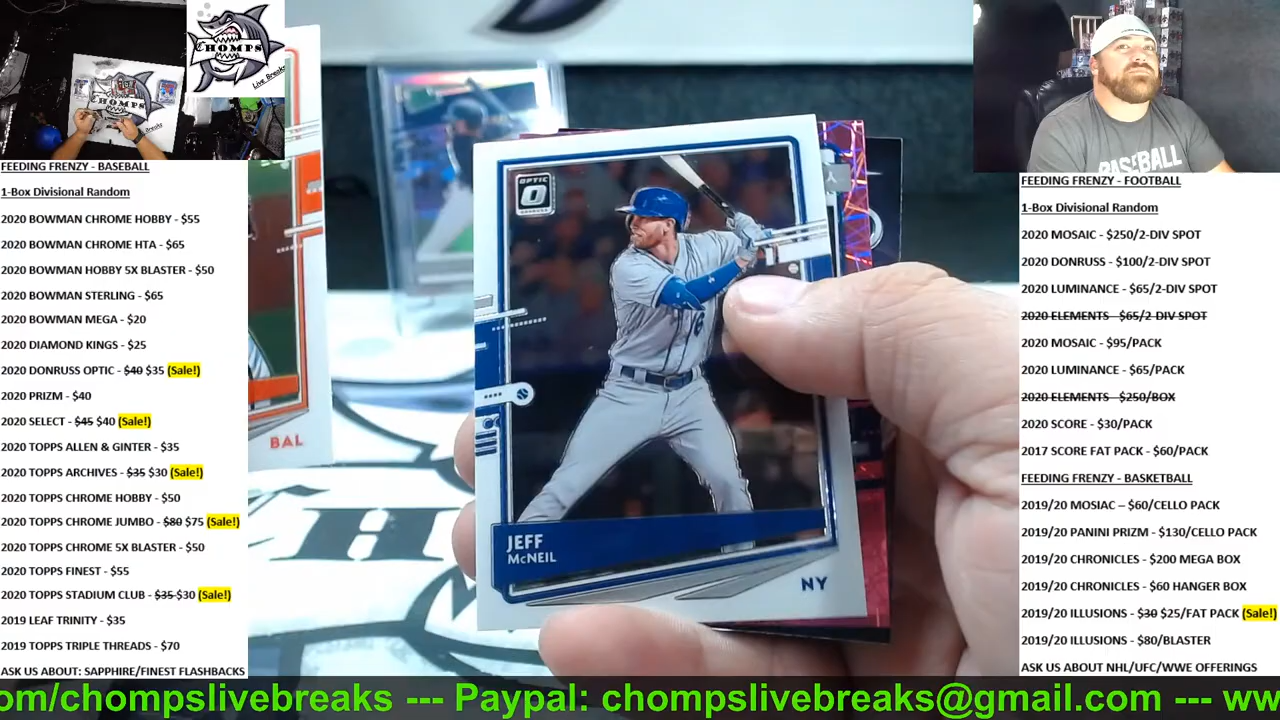 CHOMPS
Live Breaks
CHOMPS
FEEDING FRENZY - BASEBALL
1-Box Divisional Random
2020 BOWMAN CHROME HOBBY - $55
2020 BOWMAN CHROME HTA - $65
2020 BOWMAN HOBBY 5X BLASTER - $50
2020 BOWMAN STERLING - $65
2020 BOWMAN MEGA - $20
2020 DIAMOND KINGS - $25
2020 DONRUSS OPTIC - $40 $35 (Sale!)
2020 PRIZM - $40
2020 SELECT - $45 $40 (Sale!)
2020 TOPPS ALLEN & GINTER - $35
2020 TOPPS ARCHIVES - $35 $30 (Sale!)
2020 TOPPS CHROME HOBBY - $50
2020 TOPPS CHROME JUMBO - $80 $75 (Sale!)
2020 TOPPS CHROME 5X BLASTER - $50
2020 TOPPS FINEST - $55
2020 TOPPS STADIUM CLUB - $35 $30 (Sale!)
2019 LEAF TRINITY - $35
2019 TOPPS TRIPLE THREADS - $70
ASK US ABOUT: SAPPHIRE/FINEST FLASHBACKS
BAL
OPTIC
DONRUSS
JEFF
McNEIL
NY
BASEBALL
FEEDING FRENZY - FOOTBALL
1-Box Divisional Random
2020 MOSAIC - $250/2-DIV SPOT
2020 DONRUSS - $100/2-DIV SPOT
2020 LUMINANCE - $65/2-DIV SPOT
2020 ELEMENTS - $65/2-DIV SPOT
2020 MOSAIC - $95/PACK
2020 LUMINANCE - $65/PACK
2020 ELEMENTS - $250/BOX
2020 SCORE - $30/PACK
2017 SCORE FAT PACK - $60/PACK
FEEDING FRENZY - BASKETBALL
2019/20 MOSIAC – $60/CELLO PACK
2019/20 PANINI PRIZM - $130/CELLO PACK
2019/20 CHRONICLES - $200 MEGA BOX
2019/20 CHRONICLES - $60 HANGER BOX
2019/20 ILLUSIONS - $30 $25/FAT PACK (Sale!)
2019/20 ILLUSIONS - $80/BLASTER
ASK US ABOUT NHL/UFC/WWE OFFERINGS
om/chompslivebreaks --- Paypal: chompslivebreaks@gmail.com --- ww